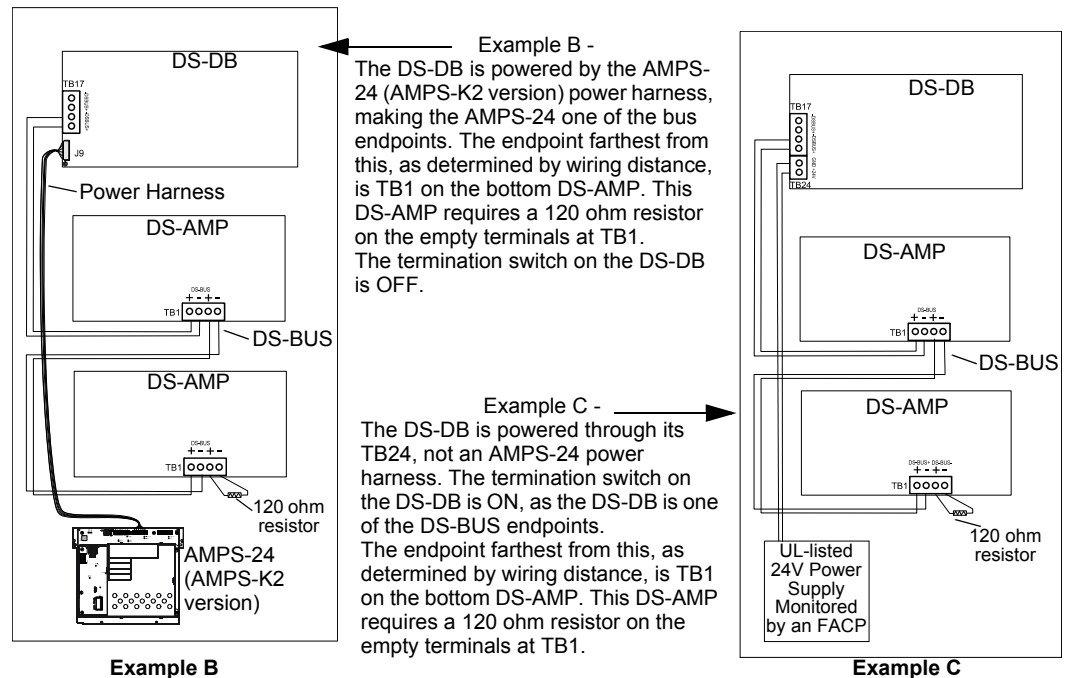 DS-DB
TB17
J9
Power Harness
DS-AMP
DS-BUS
+ - + -
TB1
DS-BUS
DS-AMP
DS-BUS
+ - + -
TB1
120 ohm
resistor
AMPS-24
(AMPS-K2
version)
Example B
Example B -
The DS-DB is powered by the AMPS-
24 (AMPS-K2 version) power harness,
making the AMPS-24 one of the bus
endpoints. The endpoint farthest from
this, as determined by wiring distance,
is TB1 on the bottom DS-AMP. This
DS-AMP requires a 120 ohm resistor
on the empty terminals at TB1.
The termination switch on the DS-DB
is OFF.
Example C -
The DS-DB is powered through its
TB24, not an AMPS-24 power
harness. The termination switch on
the DS-DB is ON, as the DS-DB is one
of the DS-BUS endpoints.
The endpoint farthest from this, as
determined by wiring distance, is TB1
on the bottom DS-AMP. This DS-AMP
requires a 120 ohm resistor on the
empty terminals at TB1.
DS-DB
TB17
TB24
DS-AMP
DS-BUS
+ - + -
TB1
DS-BUS
DS-AMP
DS-BUS+ DS-BUS-
+ - + -
TB1
120 ohm
resistor
UL-listed
24V Power
Supply
Monitored
by an FACP
Example C